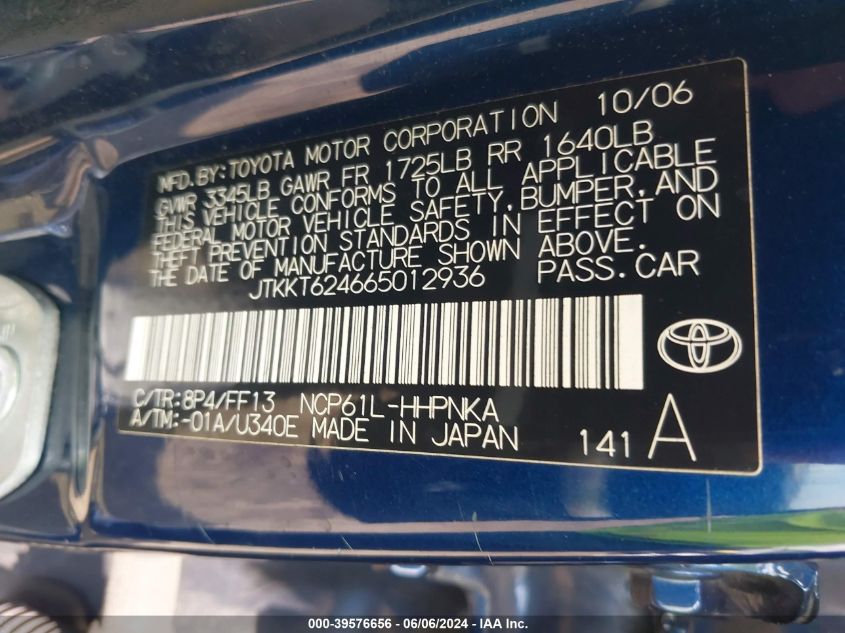 MFD.BY:TOYOTA MOTOR CORPORATION 10/06
GVWR 3345LB GAWR FR 1725LB RR 1640LB
THIS VEHICLE CONFORMS TO ALL APPLICABLE
FEDERAL MOTOR VEHICLE SAFETY,BUMPER,AND
THEFT PREVENTION STANDARDS IN EFFECT ON
THE DATE OF MANUFACTURE SHOWN ABOVE.
JTKKT624665012936 PASS.CAR
C/TR:8P4/FF13 NCP61L-HHPNKA
A/TM:-01A/U340E MADE IN JAPAN 141 A
000-39576656 - 06/06/2024 - IAA Inc.